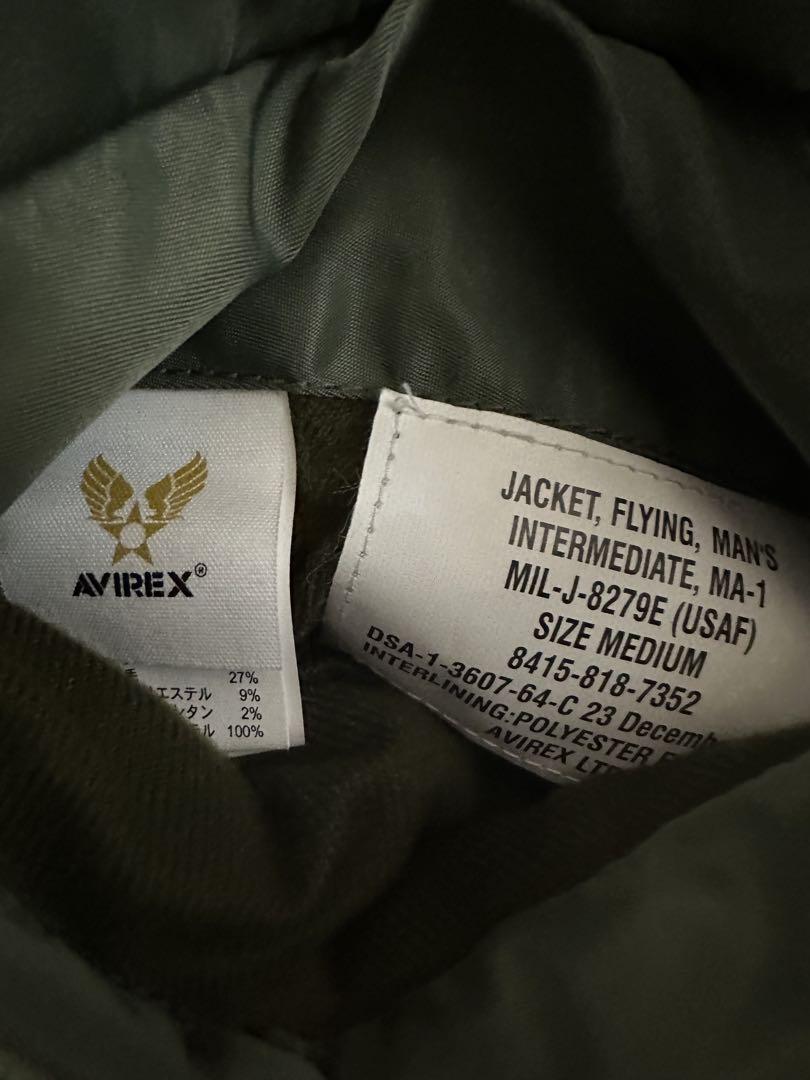 AVIREX®
27%
エステル 9%
タン 2%
ル 100%
JACKET, FLYING, MAN'S
INTERMEDIATE, MA-1
MIL-J-8279E (USAF)
SIZE MEDIUM
8415-818-7352
DSA-1-3607-64-C 23 Decemb
INTERLINING:POLYESTER
AVIREX LT